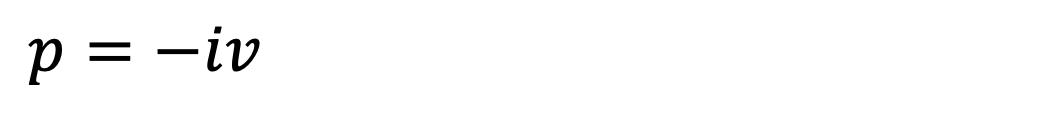 p = −iv